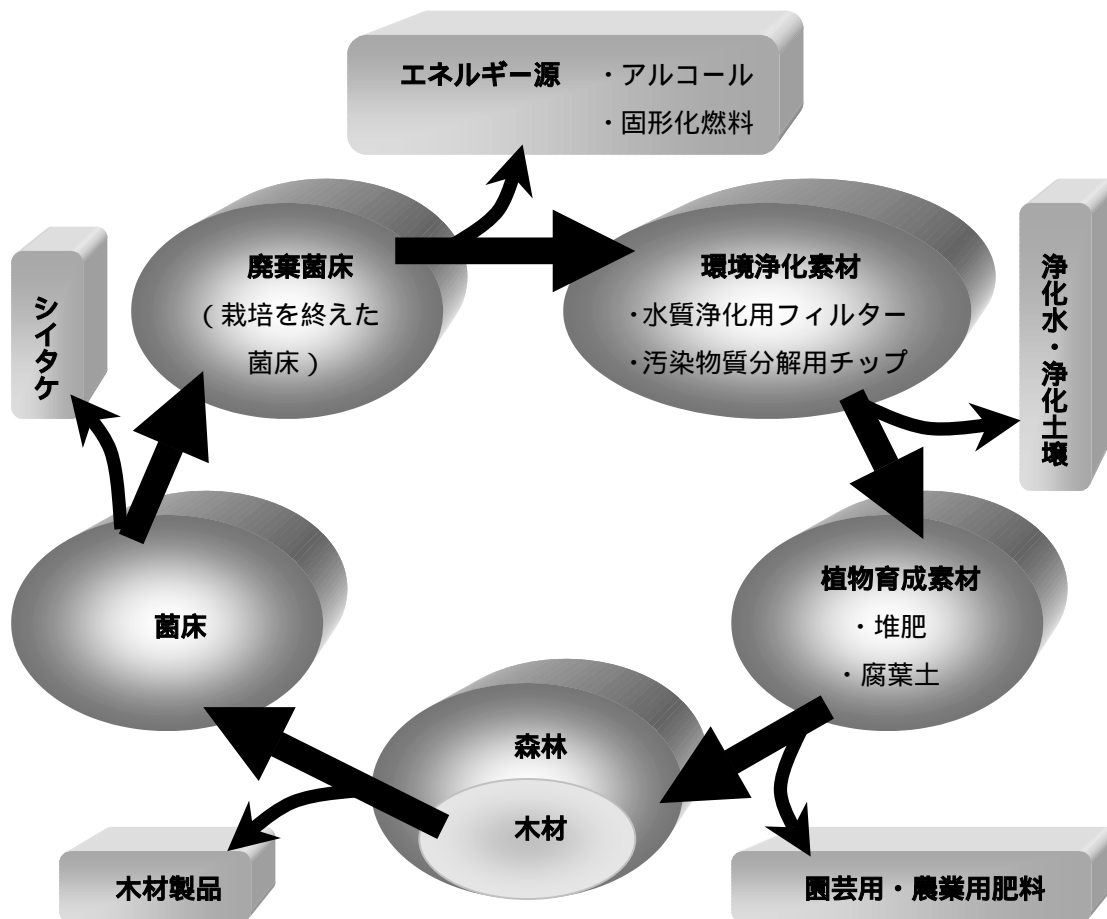 エネルギー源 ・アルコール
・固形化燃料
廃棄菌床
(栽培を終えた
菌床)
環境浄化素材
・水質浄化用フィルター
・汚染物質分解用チップ
シイタケ
浄化水・浄化土壌
植物育成素材
・堆肥
・腐葉土
菌床
森林
木材
木材製品
園芸用・農業用肥料